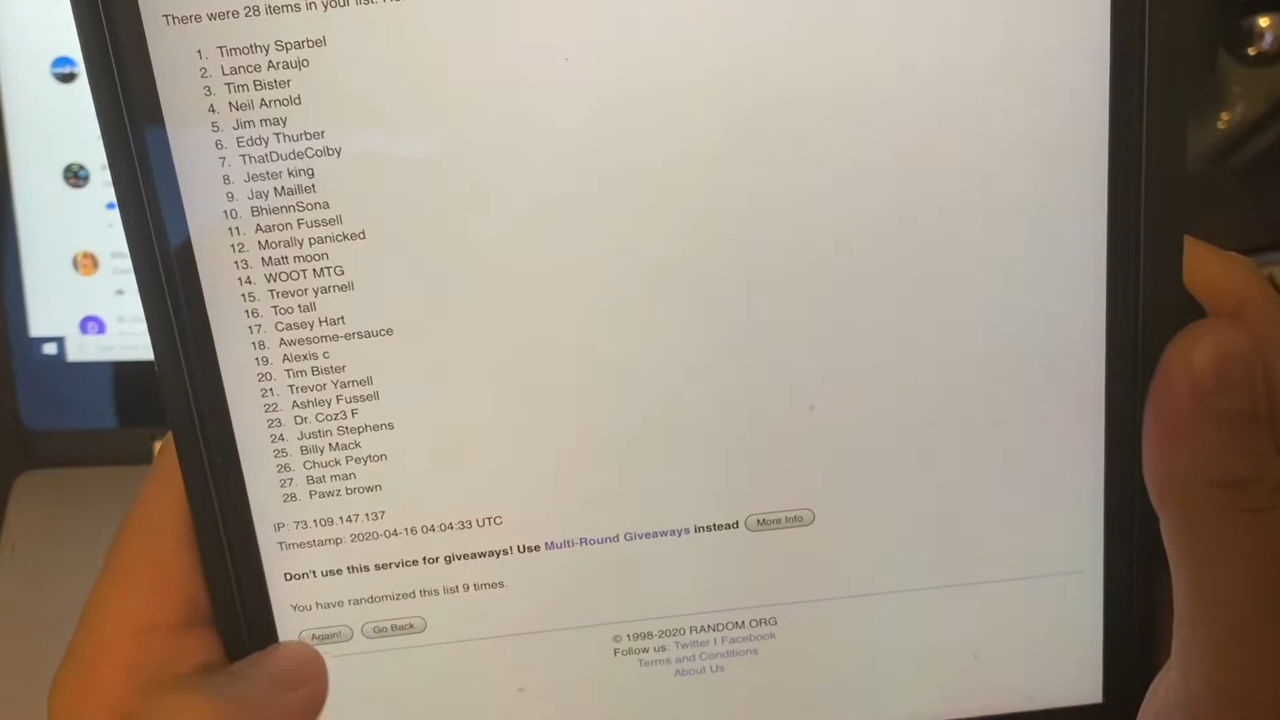 There were 28 items in your list.
1. Timothy Sparbel
2. Lance Araujo
3. Tim Bister
4. Neil Arnold
5. Jim may
6. Eddy Thurber
7. ThatDudeColby
8. Jester king
9. Jay Maillet
10. BhiennSona
11. Aaron Fussell
12. Morally panicked
13. Matt moon
14. WOOT MTG
15. Trevor yarnell
16. Too tall
17. Casey Hart
18. Awesome-ersauce
19. Alexis c
20. Tim Bister
21. Trevor Yarnell
22. Ashley Fussell
23. Dr. Coz3 F
24. Justin Stephens
25. Billy Mack
26. Chuck Peyton
27. Bat man
28. Pawz brown
IP: 73.109.147.137
Timestamp: 2020-04-16 04:04:33 UTC
Don't use this service for giveaways! Use Multi-Round Giveaways instead More Info
You have randomized this list 9 times.
Again! Go Back
© 1998-2020 RANDOM.ORG
Follow us: Twitter | Facebook
Terms and Conditions
About Us